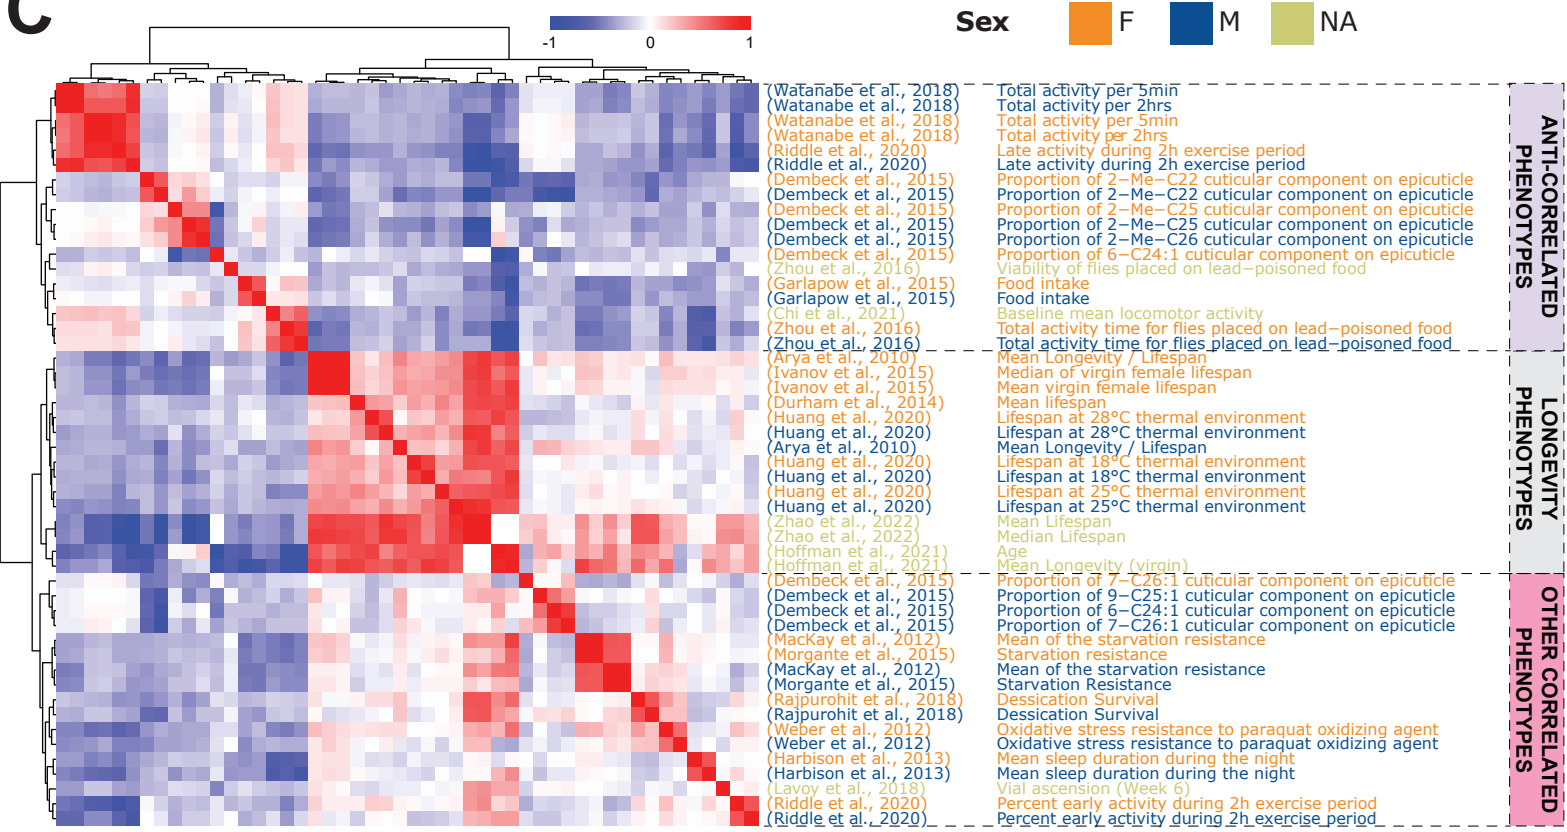 C
-1 0 1
Sex F M NA
(Watanabe et al., 2018) Total activity per 5min
(Watanabe et al., 2018) Total activity per 2hrs
(Watanabe et al., 2018) Total activity per 5min
(Watanabe et al., 2018) Total activity per 2hrs
(Riddle et al., 2020) Late activity during 2h exercise period
(Riddle et al., 2020) Late activity during 2h exercise period
(Dembeck et al., 2015) Proportion of 2−Me−C22 cuticular component on epicuticle
(Dembeck et al., 2015) Proportion of 2−Me−C22 cuticular component on epicuticle
(Dembeck et al., 2015) Proportion of 2−Me−C25 cuticular component on epicuticle
(Dembeck et al., 2015) Proportion of 2−Me−C25 cuticular component on epicuticle
(Dembeck et al., 2015) Proportion of 2−Me−C26 cuticular component on epicuticle
(Dembeck et al., 2015) Proportion of 6−C24:1 cuticular component on epicuticle
(Zhou et al., 2016) Viability of flies placed on lead−poisoned food
(Garlapow et al., 2015) Food intake
(Garlapow et al., 2015) Food intake
(Chi et al., 2021) Baseline mean locomotor activity
(Zhou et al., 2016) Total activity time for flies placed on lead−poisoned food
(Zhou et al., 2016) Total activity time for flies placed on lead−poisoned food
ANTI-CORRELATED
PHENOTYPES
(Arya et al., 2010) Mean Longevity / Lifespan
(Ivanov et al., 2015) Median of virgin female lifespan
(Ivanov et al., 2015) Mean virgin female lifespan
(Durham et al., 2014) Mean lifespan
(Huang et al., 2020) Lifespan at 28°C thermal environment
(Huang et al., 2020) Lifespan at 28°C thermal environment
(Arya et al., 2010) Mean Longevity / Lifespan
(Huang et al., 2020) Lifespan at 18°C thermal environment
(Huang et al., 2020) Lifespan at 18°C thermal environment
(Huang et al., 2020) Lifespan at 25°C thermal environment
(Huang et al., 2020) Lifespan at 25°C thermal environment
(Zhao et al., 2022) Mean Lifespan
(Zhao et al., 2022) Median Lifespan
(Hoffman et al., 2021) Age
(Hoffman et al., 2021) Mean Longevity (virgin)
LONGEVITY
PHENOTYPES
(Dembeck et al., 2015) Proportion of 7−C26:1 cuticular component on epicuticle
(Dembeck et al., 2015) Proportion of 9−C25:1 cuticular component on epicuticle
(Dembeck et al., 2015) Proportion of 6−C24:1 cuticular component on epicuticle
(Dembeck et al., 2015) Proportion of 7−C26:1 cuticular component on epicuticle
(MacKay et al., 2012) Mean of the starvation resistance
(Morgante et al., 2015) Starvation resistance
(MacKay et al., 2012) Mean of the starvation resistance
(Morgante et al., 2015) Starvation Resistance
(Rajpurohit et al., 2018) Dessication Survival
(Rajpurohit et al., 2018) Dessication Survival
(Weber et al., 2012) Oxidative stress resistance to paraquat oxidizing agent
(Weber et al., 2012) Oxidative stress resistance to paraquat oxidizing agent
(Harbison et al., 2013) Mean sleep duration during the night
(Harbison et al., 2013) Mean sleep duration during the night
(Lavoy et al., 2018) Vial ascension (Week 6)
(Riddle et al., 2020) Percent early activity during 2h exercise period
(Riddle et al., 2020) Percent early activity during 2h exercise period
OTHER CORRELATED
PHENOTYPES